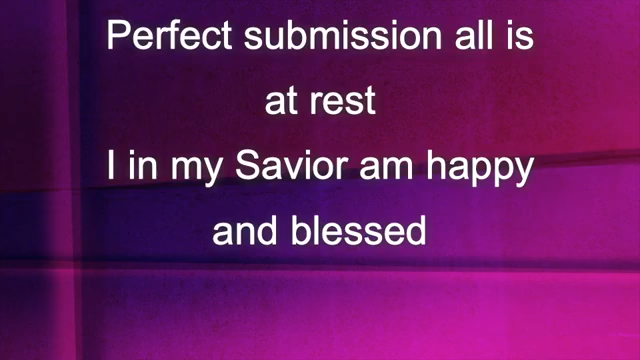 Perfect submission all is
at rest
I in my Savior am happy
and blessed